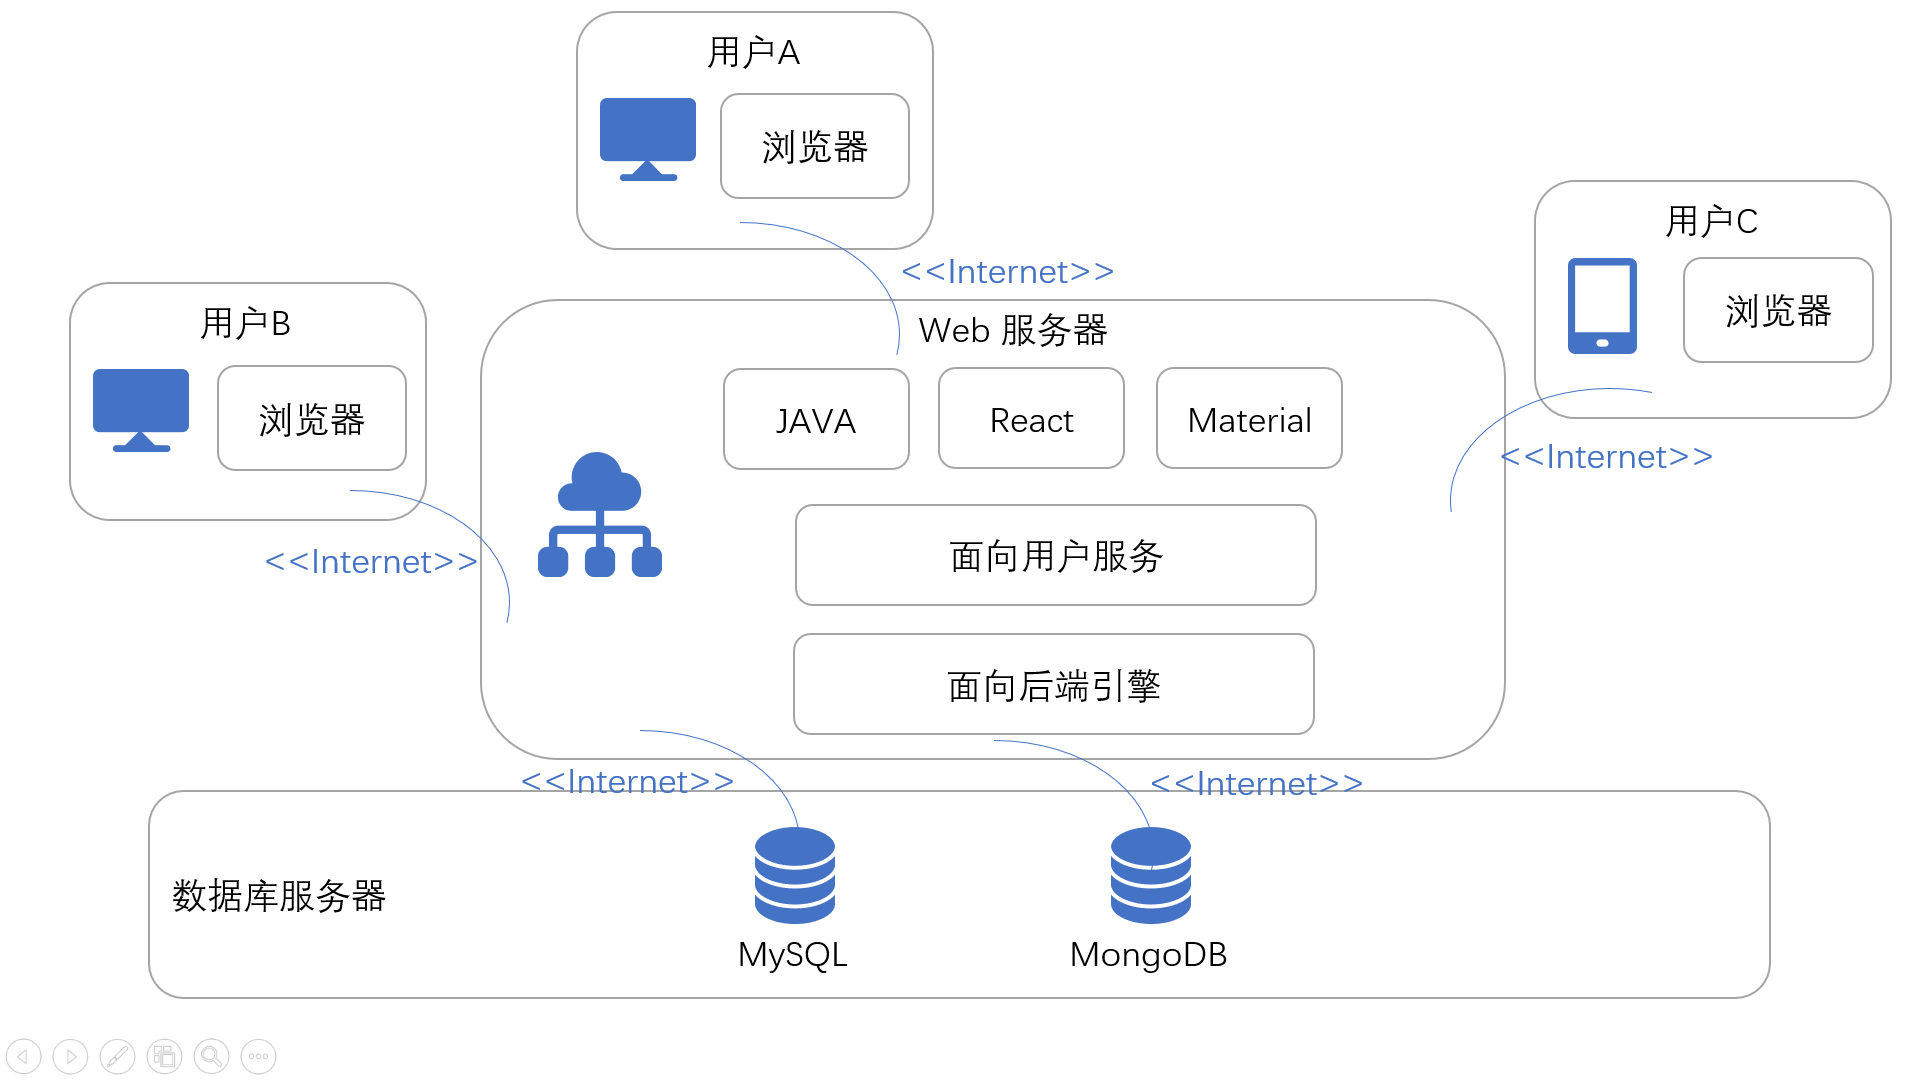 用户A
浏览器
<<Internet>>
用户C
浏览器
<<Internet>>
用户B
浏览器
<<Internet>>
Web 服务器
JAVA
React
Material
面向用户服务
面向后端引擎
<<Internet>>
<<Internet>>
数据库服务器
MySQL
MongoDB